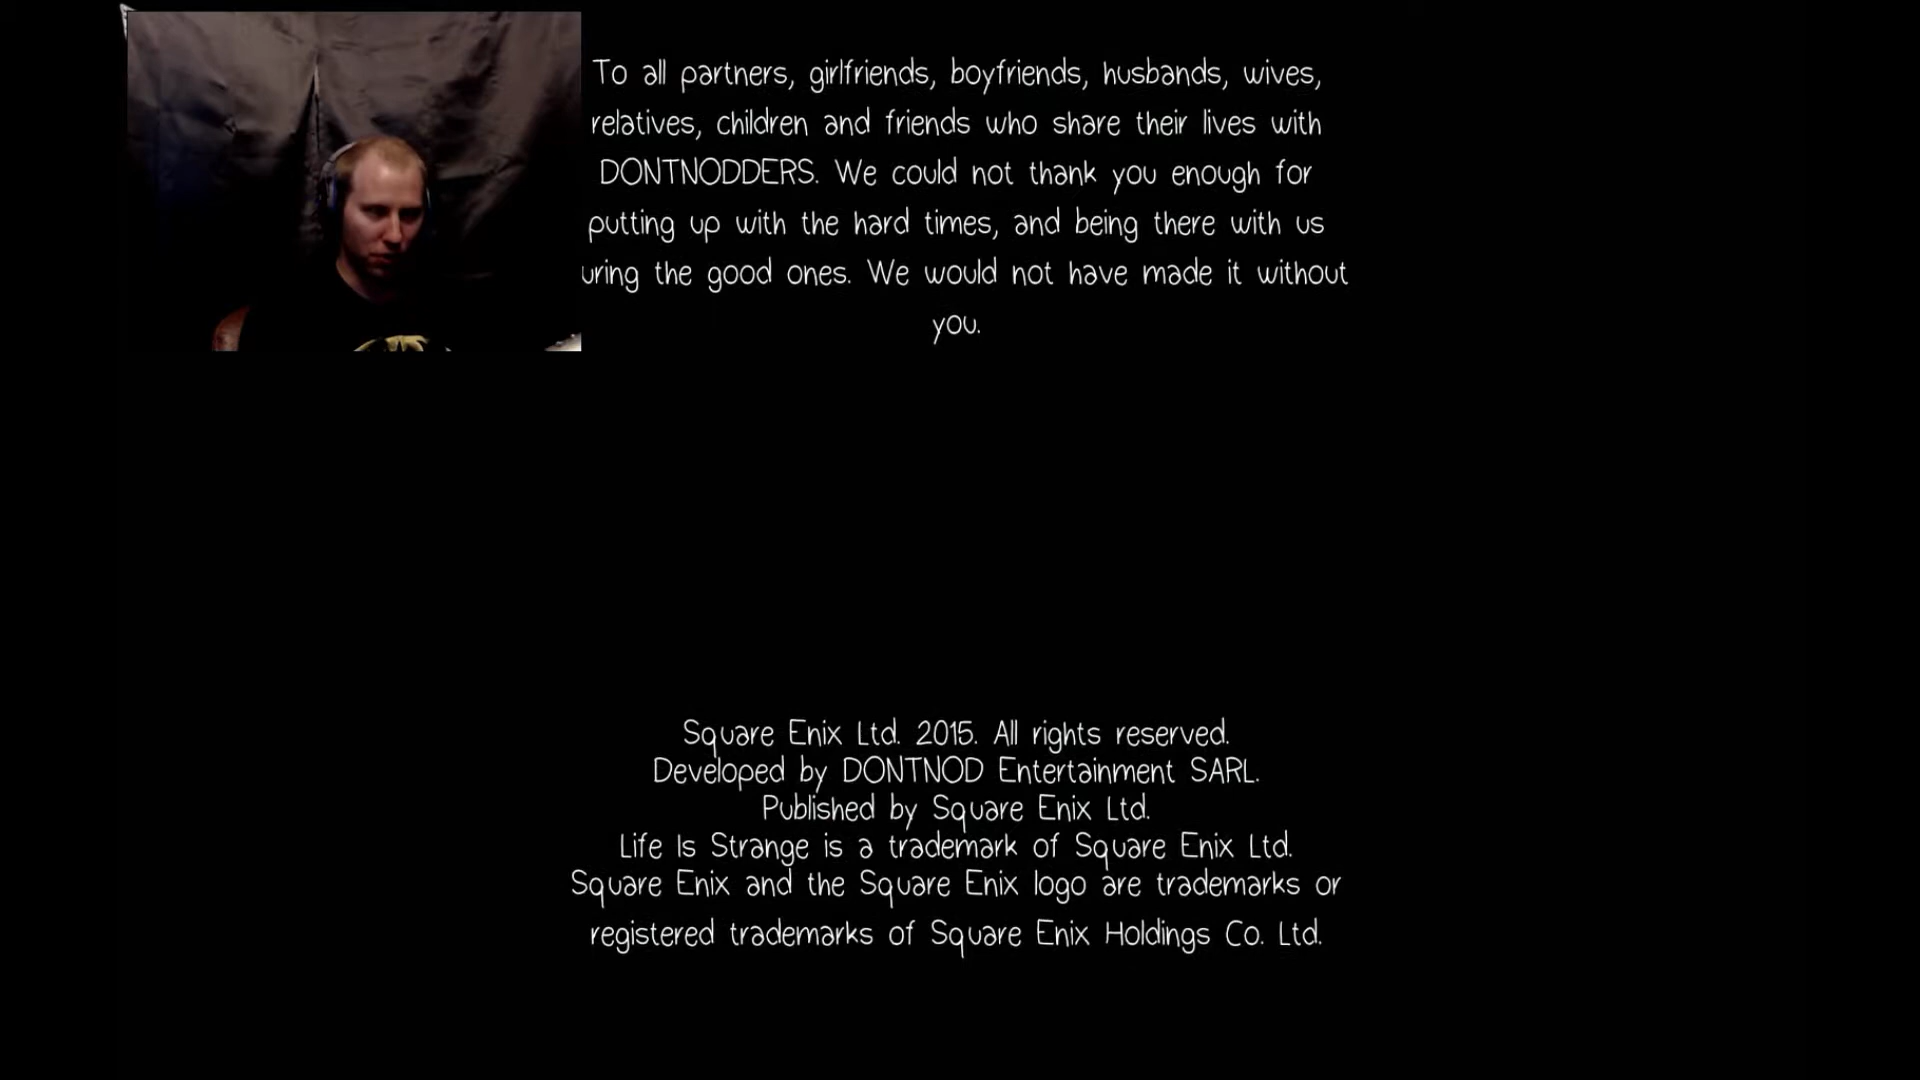 To all partners, girlfriends, boyfriends, husbands, wives,
relatives, children and friends who share their lives with
DONTNODDERS. We could not thank you enough for
putting up with the hard times, and being there with us
uring the good ones. We would not have made it without
you.
Square Enix Ltd. 2015. All rights reserved.
Developed by DONTNOD Entertainment SARL.
Published by Square Enix Ltd.
Life Is Strange is a trademark of Square Enix Ltd.
Square Enix and the Square Enix logo are trademarks or
registered trademarks of Square Enix Holdings Co. Ltd.